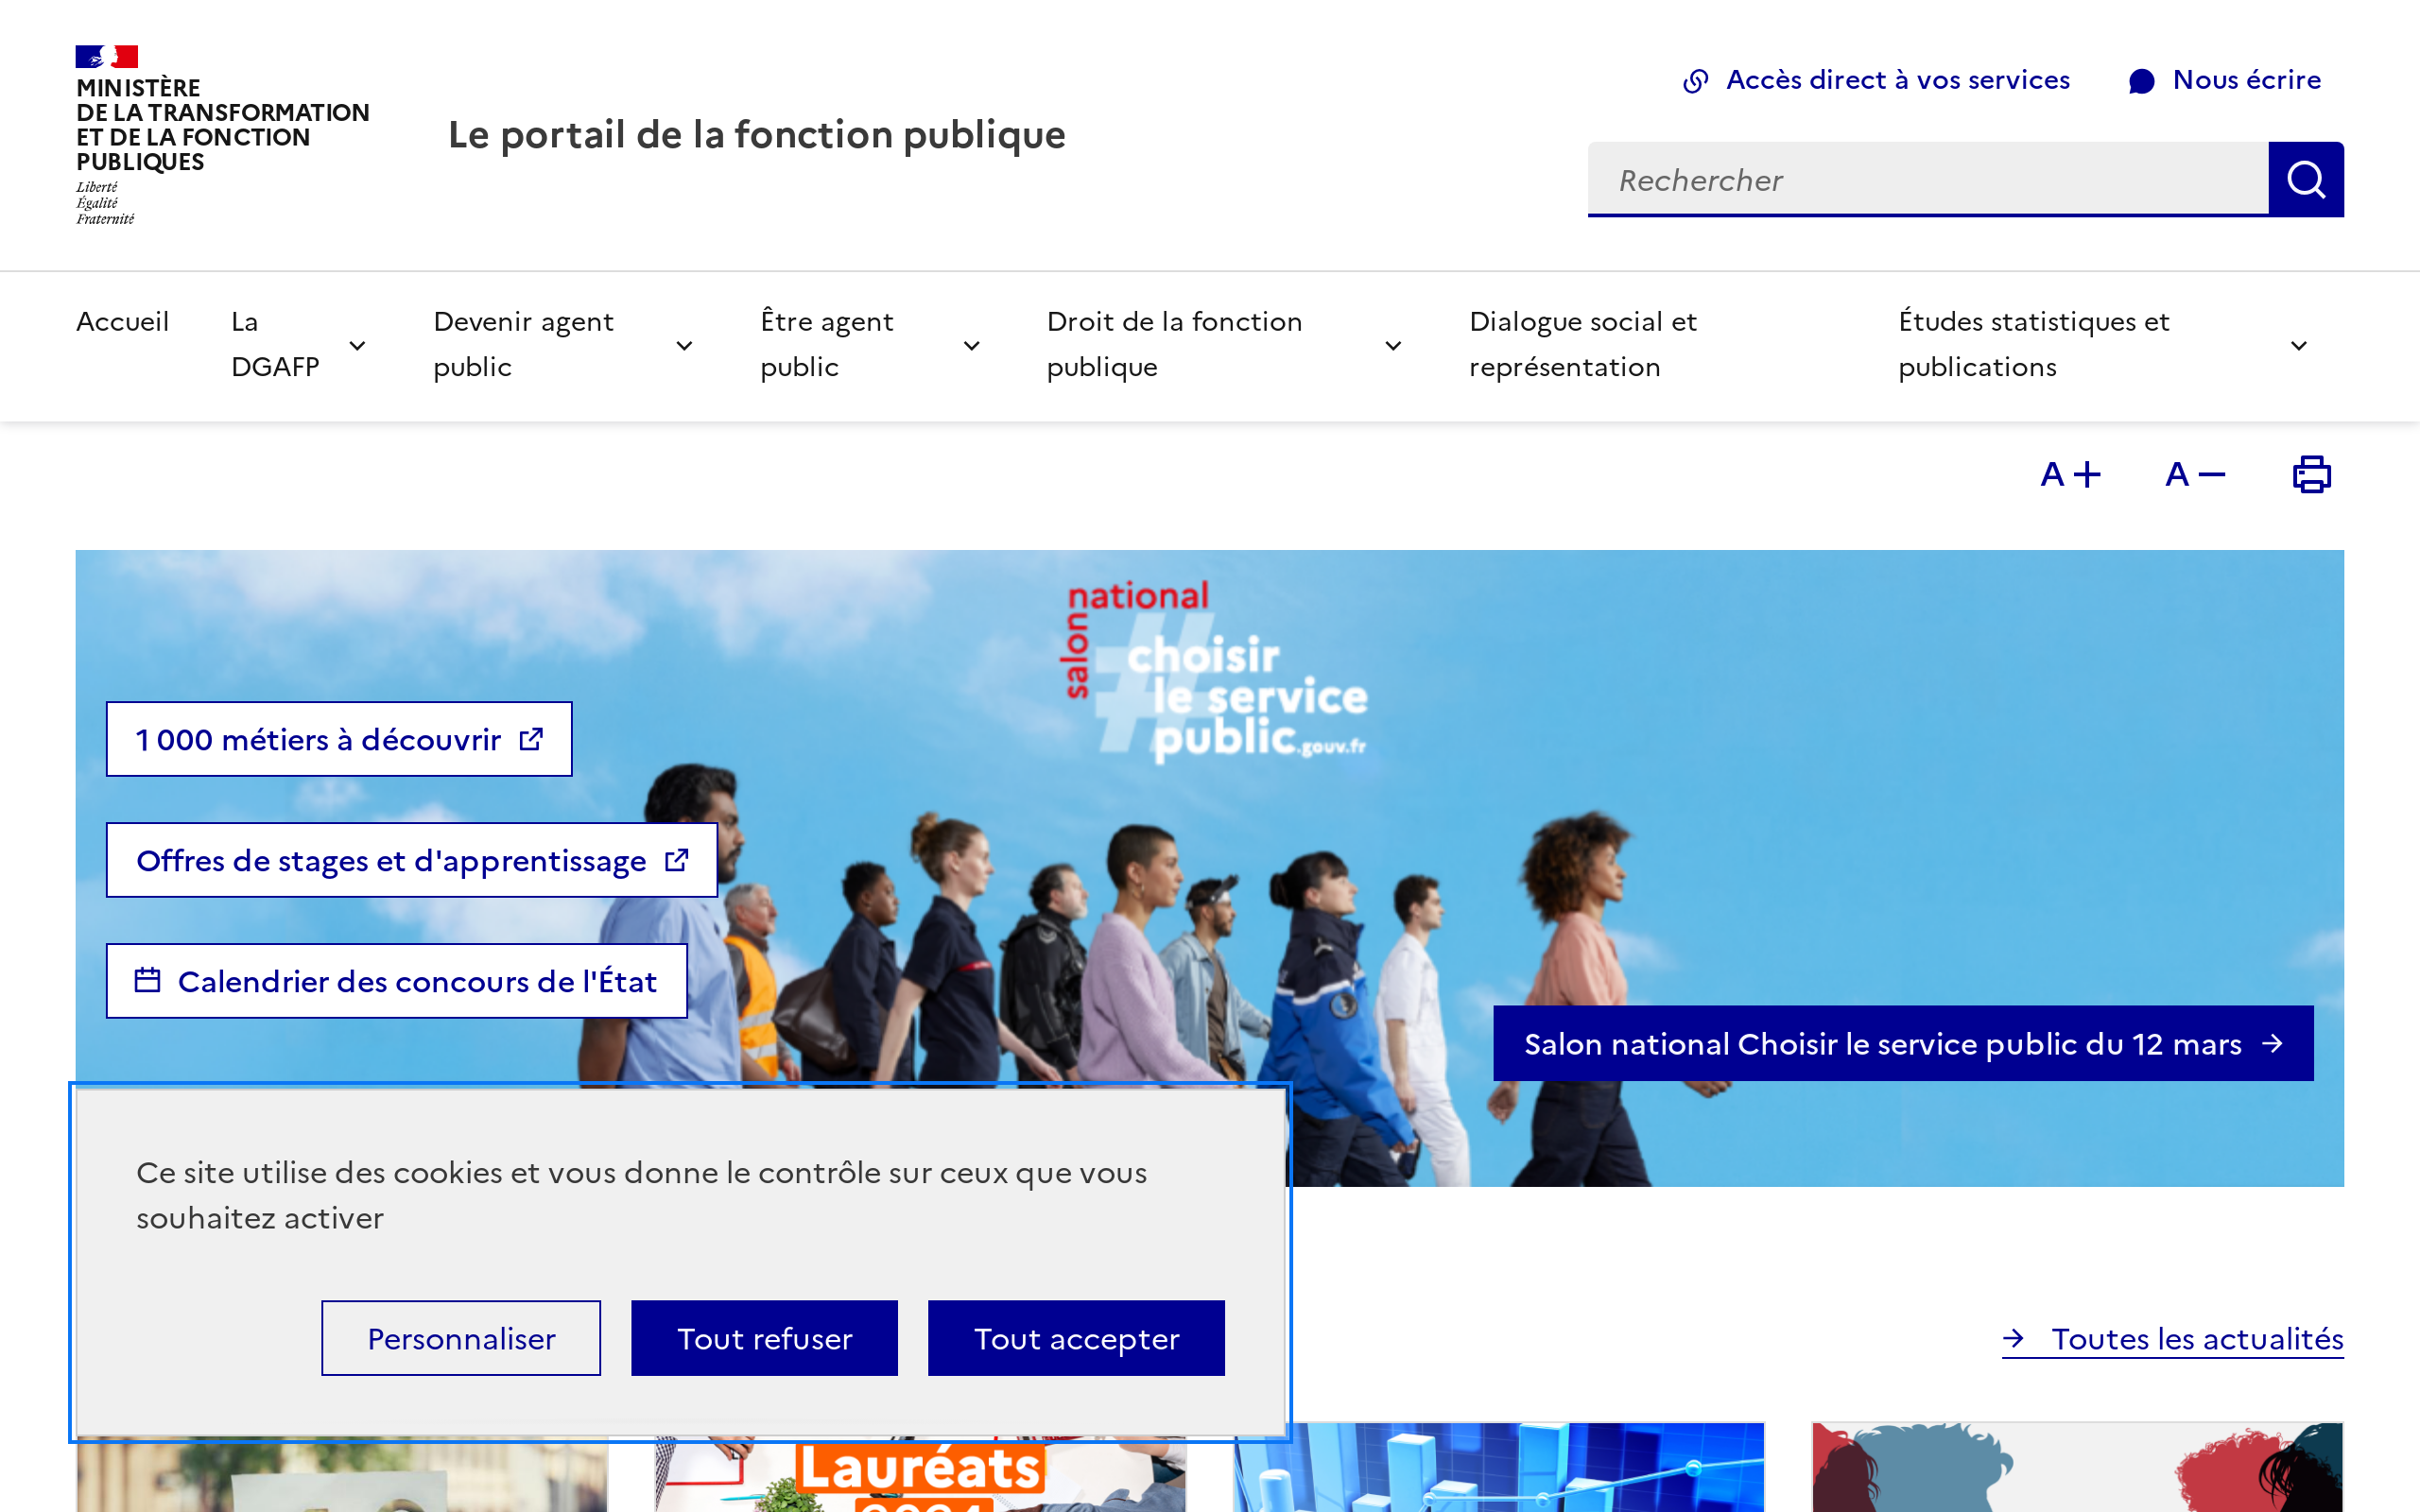 MINISTÈRE
DE LA TRANSFORMATION
ET DE LA FONCTION
PUBLIQUES
Liberté
Égalité
Fraternité
Le portail de la fonction publique
Accès direct à vos services
Nous écrire
Rechercher
Accueil
La
DGAFP
Devenir agent
public
Être agent
public
Droit de la fonction
publique
Dialogue social et
représentation
Études statistiques et
publications
A +
A −
salon
national
#
choisir
le service
public.gouv.fr
1 000 métiers à découvrir
Offres de stages et d'apprentissage
Calendrier des concours de l'État
Salon national Choisir le service public du 12 mars
Ce site utilise des cookies et vous donne le contrôle sur ceux que vous
souhaitez activer
Personnaliser
Tout refuser
Tout accepter
Toutes les actualités
Lauréats